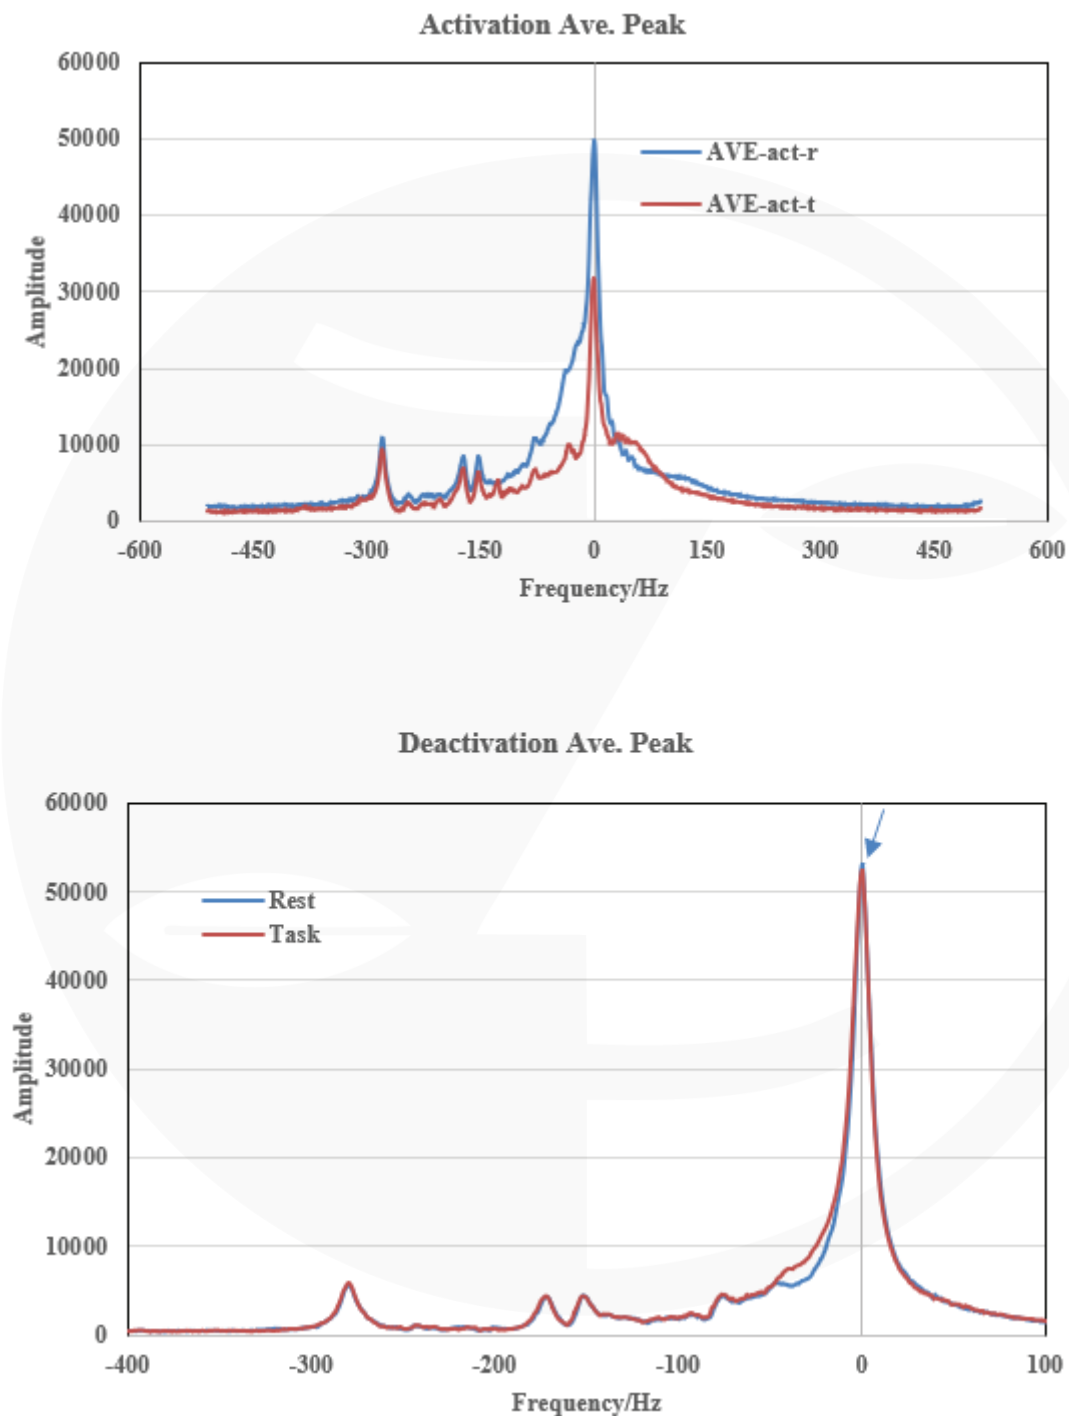 Activation Ave. Peak
60000
50000
AVE-act-r
40000
AVE-act-t
30000
20000
10000
0
-600 -450 -300 -150 0 150 300 450 600
Amplitude
Frequency/Hz
Deactivation Ave. Peak
60000
50000
Rest
Task
40000
30000
20000
10000
0
-400 -300 -200 -100 0 100
Amplitude
Frequency/Hz